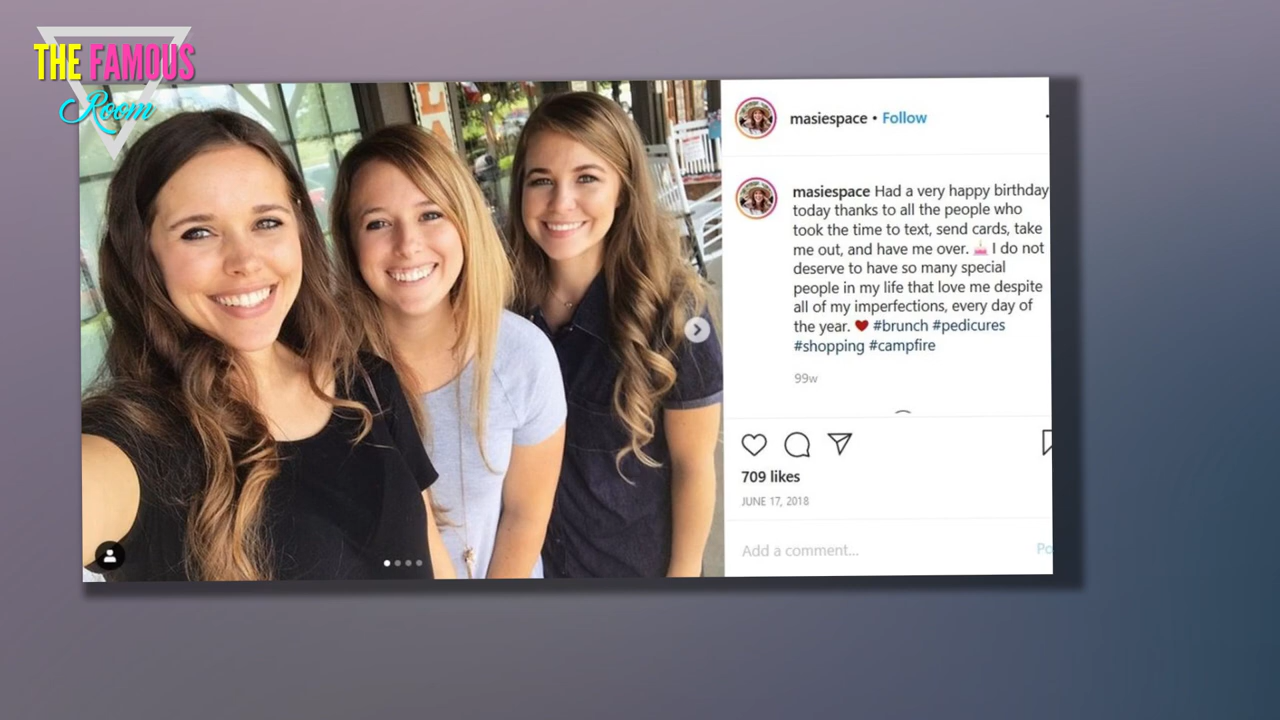 THE FAMOUS
Room
masiespace • Follow
masiespace Had a very happy birthday
today thanks to all the people who
took the time to text, send cards, take
me out, and have me over. 🎂 I do not
deserve to have so many special
people in my life that love me despite
all of my imperfections, every day of
the year. ❤️ #brunch #pedicures
#shopping #campfire
99w
709 likes
JUNE 17, 2018
Add a comment...